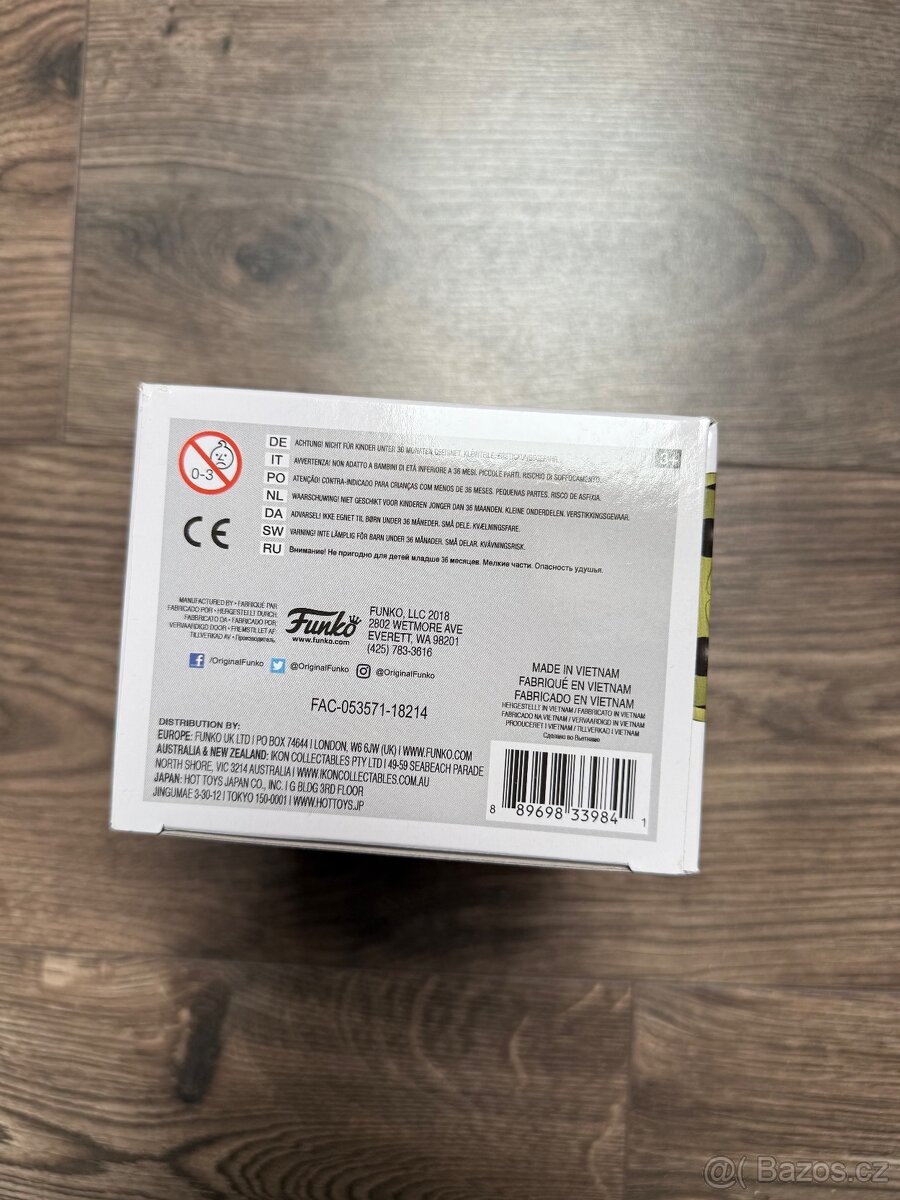 0-3
DE ACHTUNG! NICHT FÜR KINDER UNTER 36 MONATEN GEEIGNET. KLEINTEILE. ERSTICKUNGSGEFAHR.
3+
IT AVVERTENZA! NON ADATTO A BAMBINI DI ETÀ INFERIORE A 36 MESI. PICCOLE PARTI. RISCHIO DI SOFFOCAMENTO.
PO ATENÇÃO! CONTRA-INDICADO PARA CRIANÇAS COM MENOS DE 36 MESES. PEQUENAS PARTES. RISCO DE ASFIXIA.
NL WAARSCHUWING! NIET GESCHIKT VOOR KINDEREN JONGER DAN 36 MAANDEN. KLEINE ONDERDELEN. VERSTIKKINGSGEVAAR.
DA ADVARSEL! IKKE EGNET TIL BØRN UNDER 36 MÅNEDER. SMÅ DELE. KVÆLNINGSFARE.
SW VARNING! INTE LÄMPLIG FÖR BARN UNDER 36 MÅNADER. SMÅ DELAR. KVÄVNINGSRISK.
RU Внимание! Не пригодно для детей младше 36 месяцев. Мелкие части. Опасность удушья.
CE
MANUFACTURED BY • FABRIQUÉ PAR
FABRICADO POR • HERGESTELLT DURCH:
FABBRICATO DA • FABRICADO POR:
VERVAARDIGD DOOR • FREMSTILLET AF:
TILLVERKAD AV • Производитель:
Funko
www.funko.com
FUNKO, LLC 2018
2802 WETMORE AVE
EVERETT, WA 98201
(425) 783-3616
/OriginalFunko @OriginalFunko @OriginalFunko
FAC-053571-18214
MADE IN VIETNAM
FABRIQUÉ EN VIETNAM
FABRICADO EN VIETNAM
HERGESTELLT IN VIETNAM / FABBRICATO IN VIETNAM
FABRICADO NA VIETNAM / VERVAARDIGD IN VIETNAM
PRODUCERET I VIETNAM / TILLVERKAD I VIETNAM
Сделано во Вьетнаме
DISTRIBUTION BY:
EUROPE: FUNKO UK LTD I PO BOX 74644 I LONDON, W6 6JW (UK) I WWW.FUNKO.COM
AUSTRALIA & NEW ZEALAND: IKON COLLECTABLES PTY LTD I 49-59 SEABEACH PARADE
NORTH SHORE, VIC 3214 AUSTRALIA I WWW.IKONCOLLECTABLES.COM.AU
JAPAN: HOT TOYS JAPAN CO., INC. I G BLDG 3RD FLOOR
JINGUMAE 3-30-12 I TOKYO 150-0001 I WWW.HOTTOYS.JP
8 89698 33984 1
@ Bazos.cz